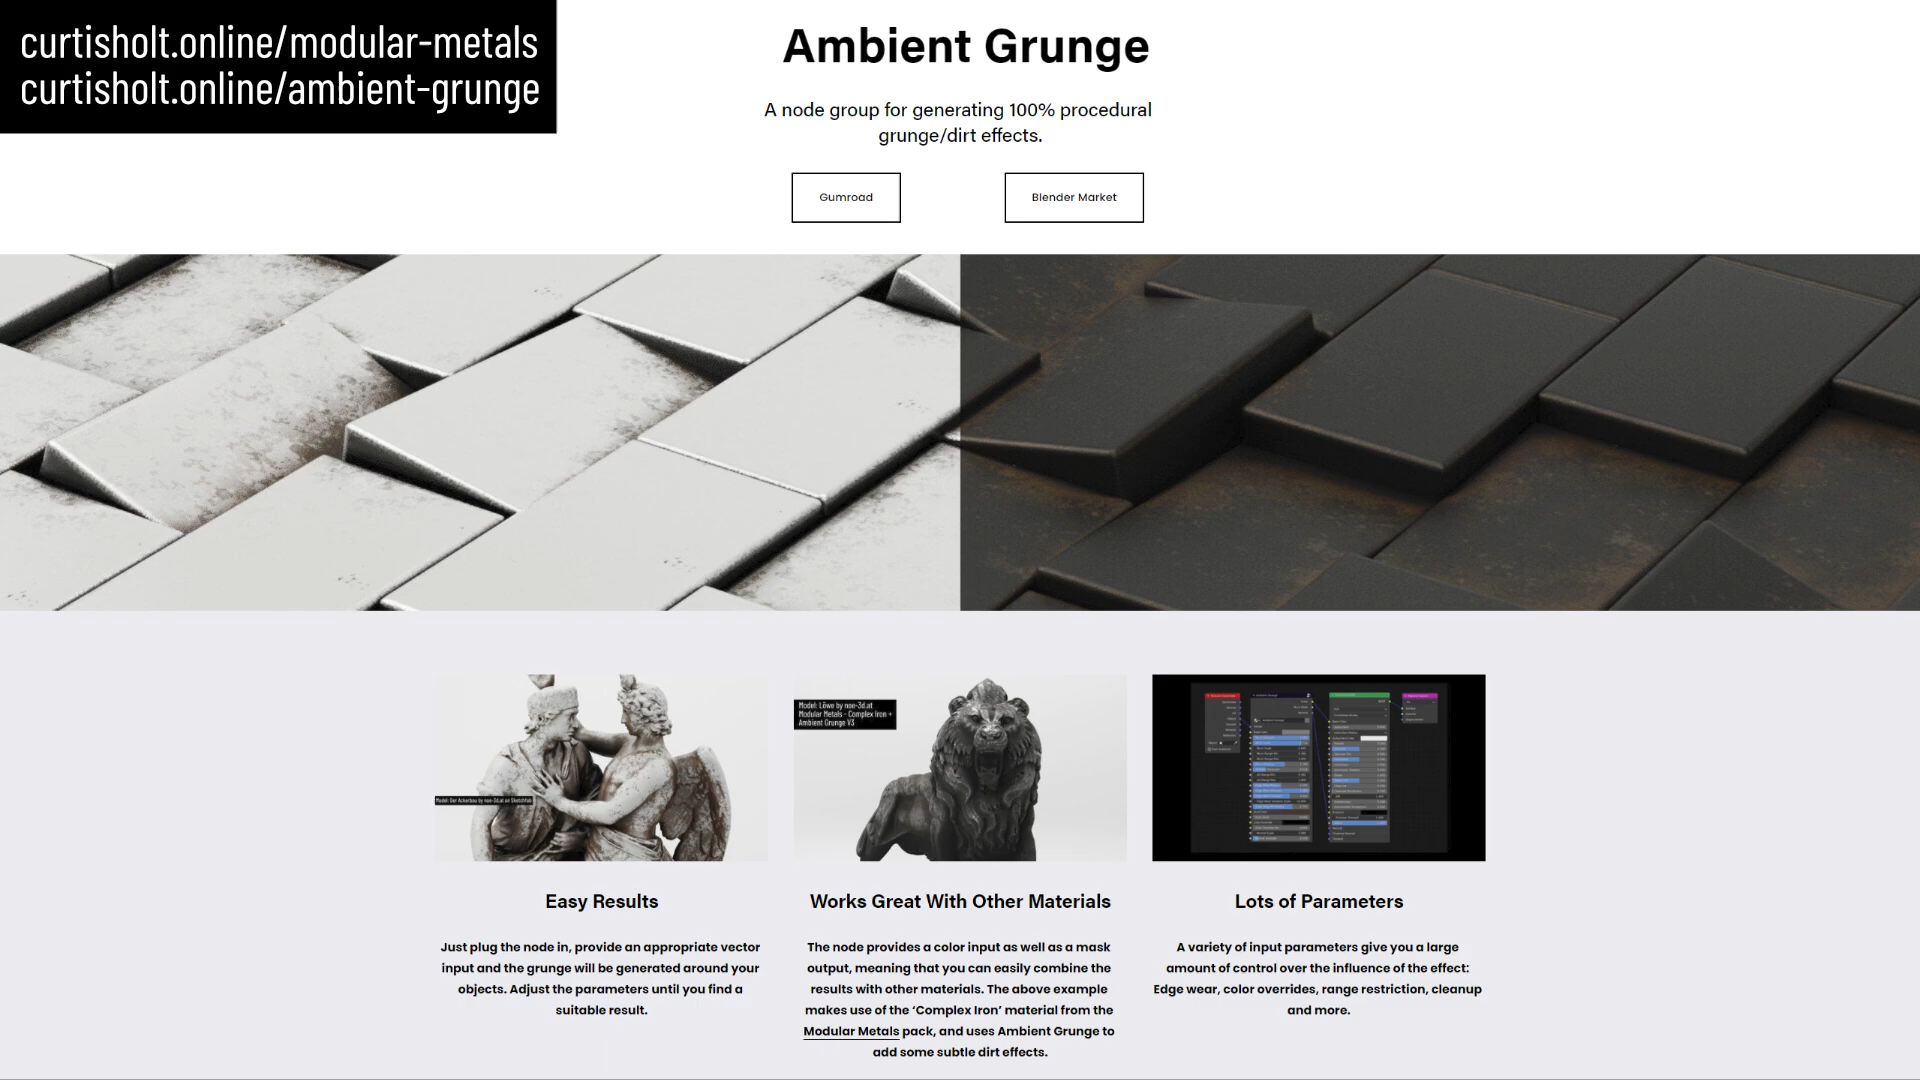 curtisholt.online/modular-metals
curtisholt.online/ambient-grunge
Ambient Grunge
A node group for generating 100% procedural
grunge/dirt effects.
Gumroad
Blender Market
Model: Der Ackerbau by noe-3d.at on Sketchfab
Model: Löwe by noe-3d.at
Modular Metals - Complex Iron +
Ambient Grunge V3
Easy Results
Just plug the node in, provide an appropriate vector
input and the grunge will be generated around your
objects. Adjust the parameters until you find a
suitable result.
Works Great With Other Materials
The node provides a color input as well as a mask
output, meaning that you can easily combine the
results with other materials. The above example
makes use of the ‘Complex Iron’ material from the
Modular Metals pack, and uses Ambient Grunge to
add some subtle dirt effects.
Lots of Parameters
A variety of input parameters give you a large
amount of control over the influence of the effect:
Edge wear, color overrides, range restriction, cleanup
and more.